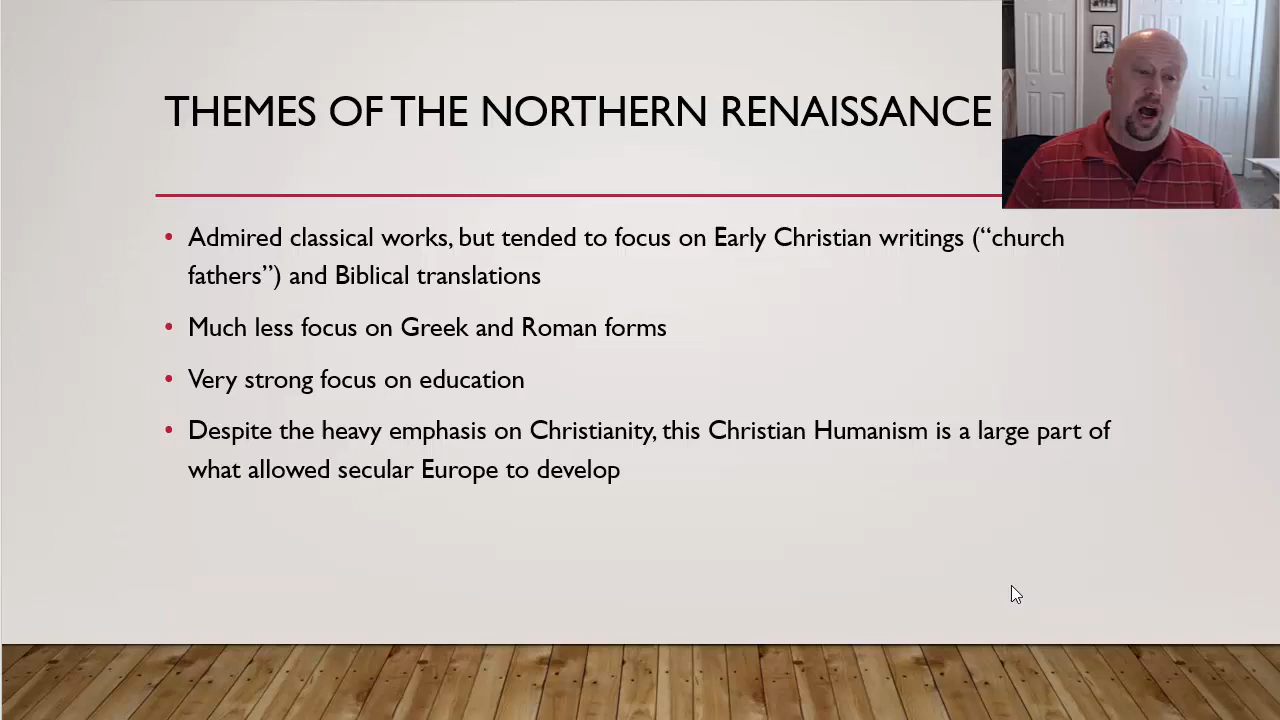 THEMES OF THE NORTHERN RENAISSANCE
• Admired classical works, but tended to focus on Early Christian writings (“church
fathers”) and Biblical translations
• Much less focus on Greek and Roman forms
• Very strong focus on education
• Despite the heavy emphasis on Christianity, this Christian Humanism is a large part of
what allowed secular Europe to develop